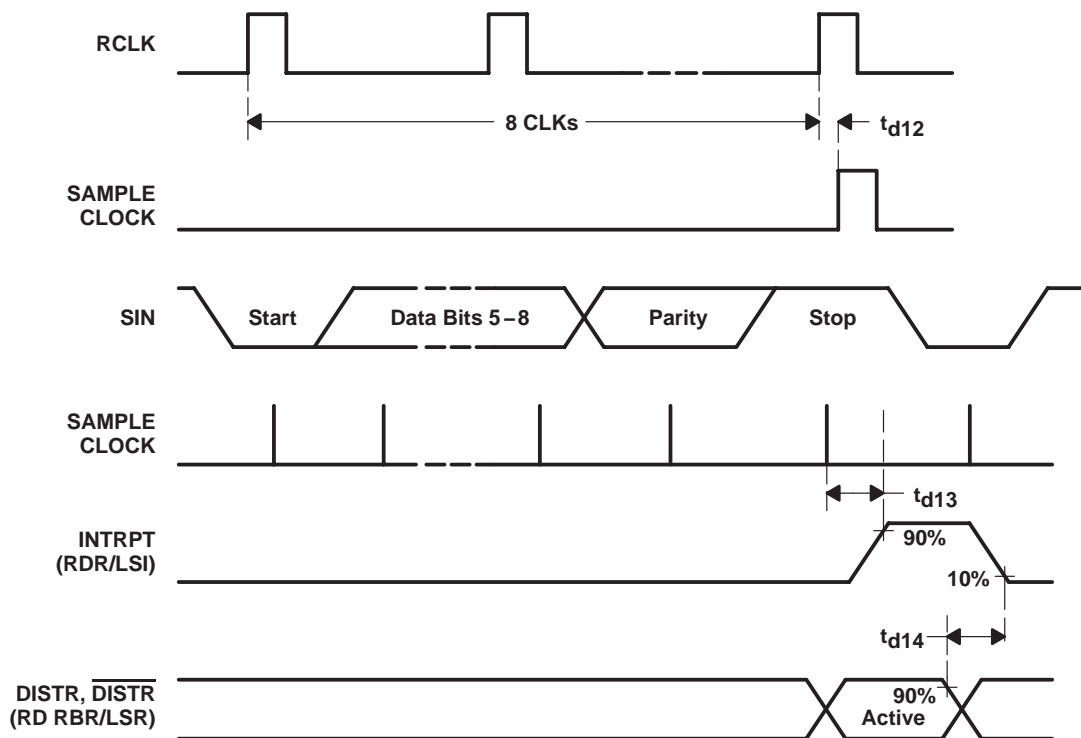 RCLK
8 CLKs
td12
SAMPLE
CLOCK
SIN
Start
Data Bits 5–8
Parity
Stop
SAMPLE
CLOCK
td13
INTRPT
(RDR/LSI)
90%
10%
td14
DISTR, DISTR
(RD RBR/LSR)
90%
Active